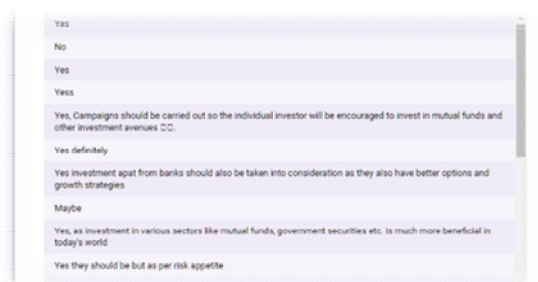 Yes
No
Yes
Yess
Yes, Campaigns should be carried out so the individual investor will be encouraged to invest in mutual funds and
other investment avenues □□.
Yes definitely
Yes investment apat from banks should also be taken into consideration as they also have better options and
growth strategies
Maybe
Yes, as investment in various sectors like mutual funds, government securities etc. is much more beneficial in
today's world
Yes they should be but as per risk appetite